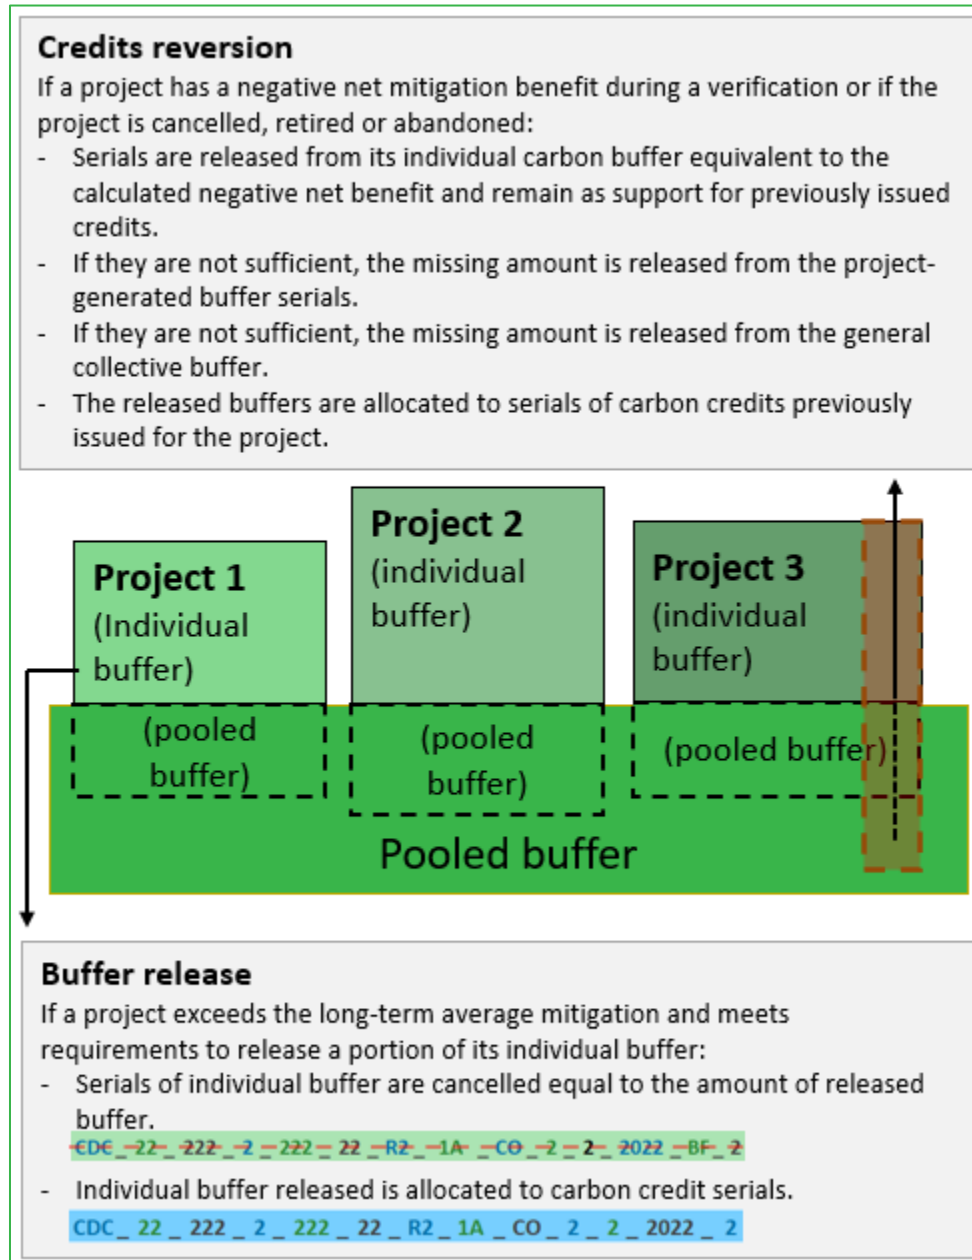 Credits reversion
If a project has a negative net mitigation benefit during a verification or if the
project is cancelled, retired or abandoned:
- Serials are released from its individual carbon buffer equivalent to the
calculated negative net benefit and remain as support for previously issued
credits.
- If they are not sufficient, the missing amount is released from the project-
generated buffer serials.
- If they are not sufficient, the missing amount is released from the general
collective buffer.
- The released buffers are allocated to serials of carbon credits previously
issued for the project.
Project 1
(Individual
buffer)
(pooled
buffer)
Project 2
(individual
buffer)
(pooled
buffer)
Project 3
(individual
buffer)
(pooled buffer)
Pooled buffer
Buffer release
If a project exceeds the long-term average mitigation and meets
requirements to release a portion of its individual buffer:
- Serials of individual buffer are cancelled equal to the amount of released
buffer.
CDC _ 22 _ 222 _ 2 _ 222 _ 22 _ R2 _ 1A _ CO _ 2 _ 2 _ 2022 _ BF _ 2
- Individual buffer released is allocated to carbon credit serials.
CDC _ 22 _ 222 _ 2 _ 222 _ 22 _ R2 _ 1A _ CO _ 2 _ 2 _ 2022 _ 2